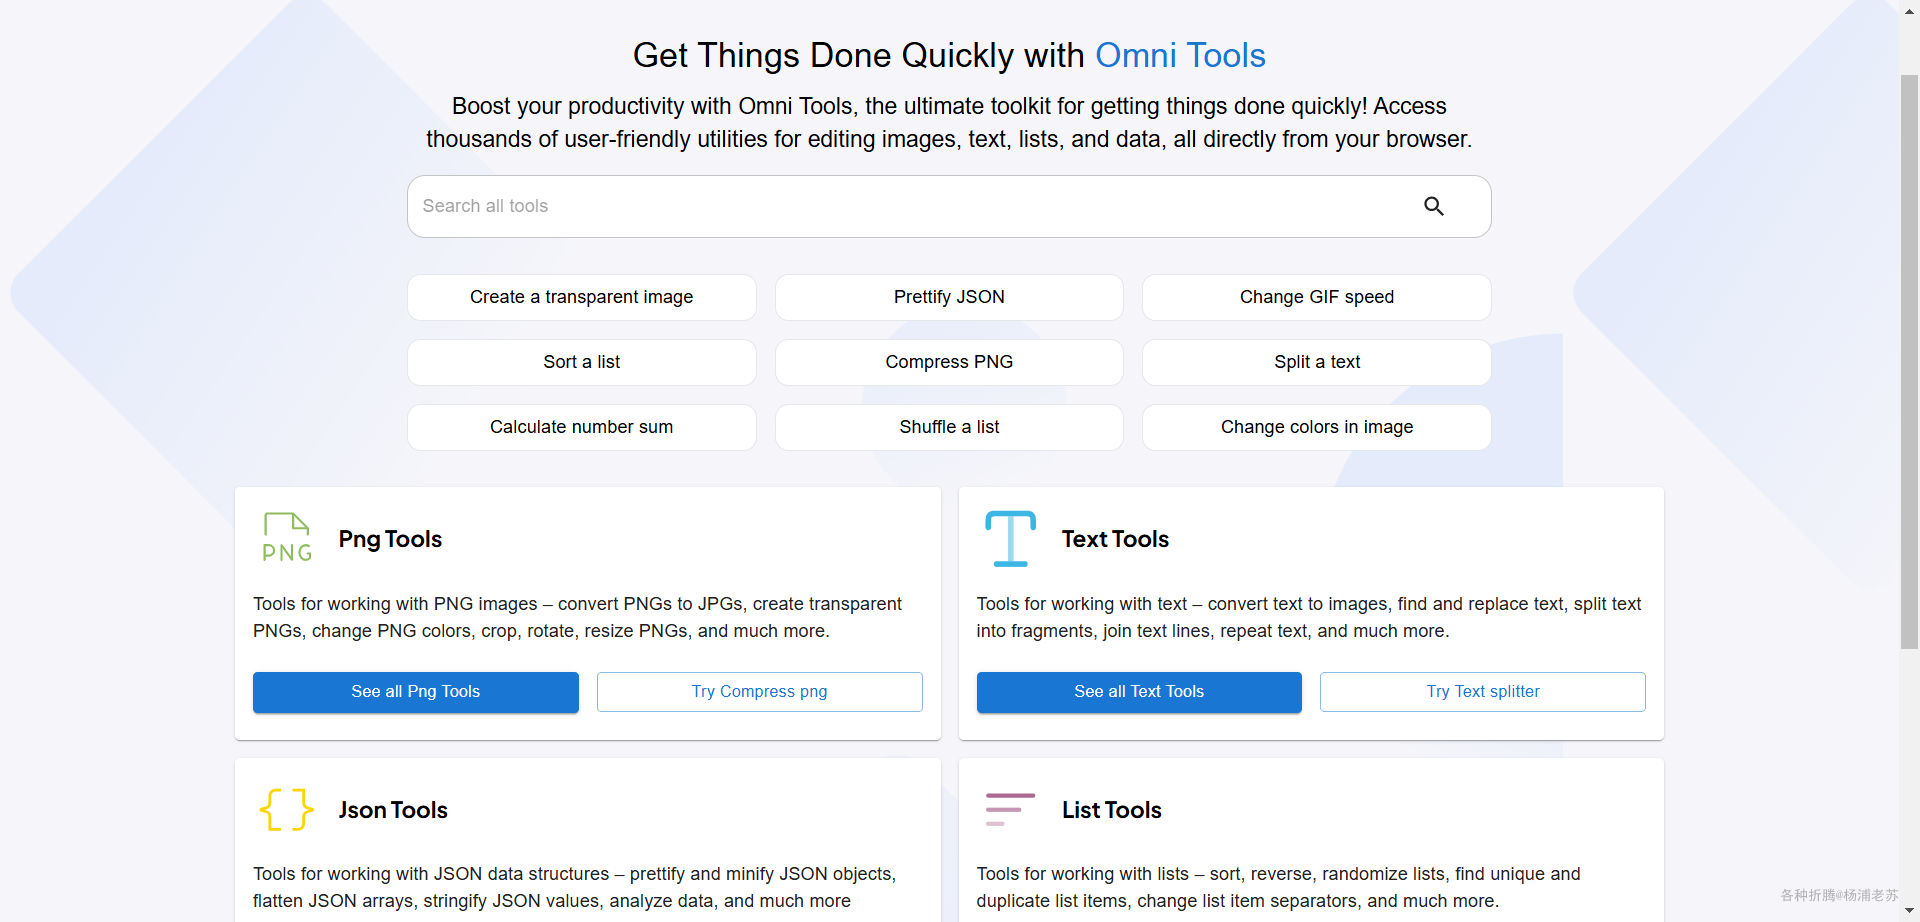 Get Things Done Quickly with Omni Tools
Boost your productivity with Omni Tools, the ultimate toolkit for getting things done quickly! Access
thousands of user-friendly utilities for editing images, text, lists, and data, all directly from your browser.
Search all tools
Create a transparent image
Prettify JSON
Change GIF speed
Sort a list
Compress PNG
Split a text
Calculate number sum
Shuffle a list
Change colors in image
PNG
Png Tools
Tools for working with PNG images – convert PNGs to JPGs, create transparent
PNGs, change PNG colors, crop, rotate, resize PNGs, and much more.
See all Png Tools
Try Compress png
Text Tools
Tools for working with text – convert text to images, find and replace text, split text
into fragments, join text lines, repeat text, and much more.
See all Text Tools
Try Text splitter
Json Tools
Tools for working with JSON data structures – prettify and minify JSON objects,
flatten JSON arrays, stringify JSON values, analyze data, and much more
List Tools
Tools for working with lists – sort, reverse, randomize lists, find unique and
duplicate list items, change list item separators, and much more.
各种折腾@杨浦老苏